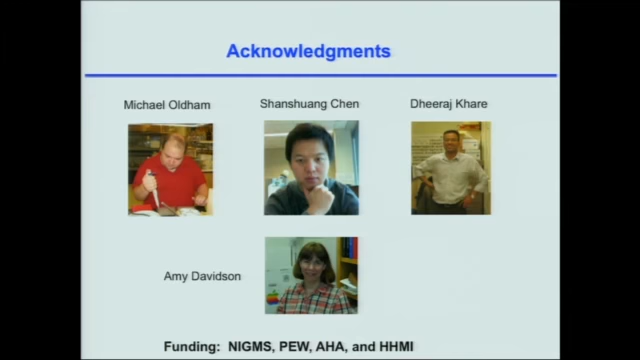 Acknowledgments
Michael Oldham
Shanshuang Chen
Dheeraj Khare
Amy Davidson
Funding: NIGMS, PEW, AHA, and HHMI